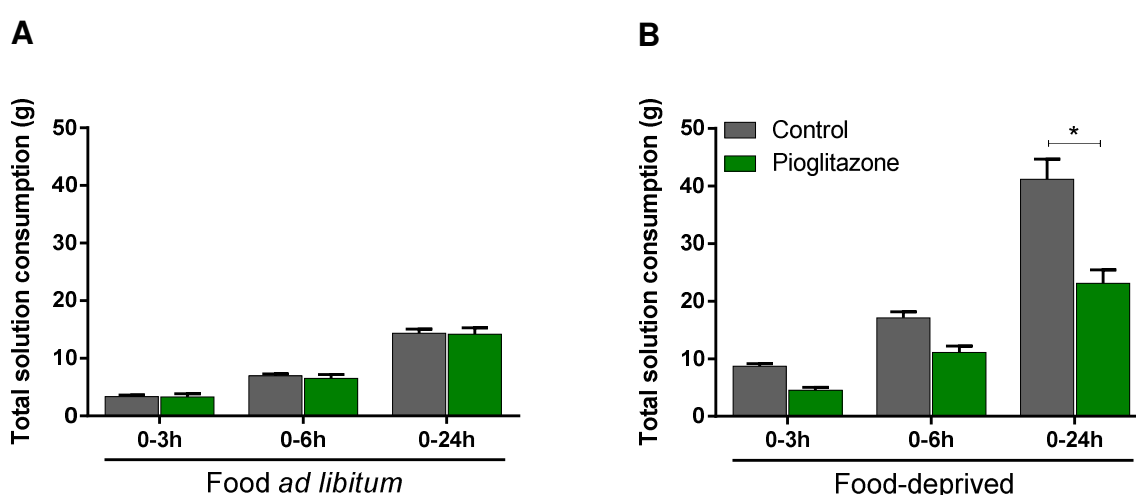 A
Total solution consumption (g)
50
40
30
20
10
0
0-3h
0-6h
0-24h
Food ad libitum
B
Total solution consumption (g)
50
40
30
20
10
0
Control
Pioglitazone
*
0-3h
0-6h
0-24h
Food-deprived